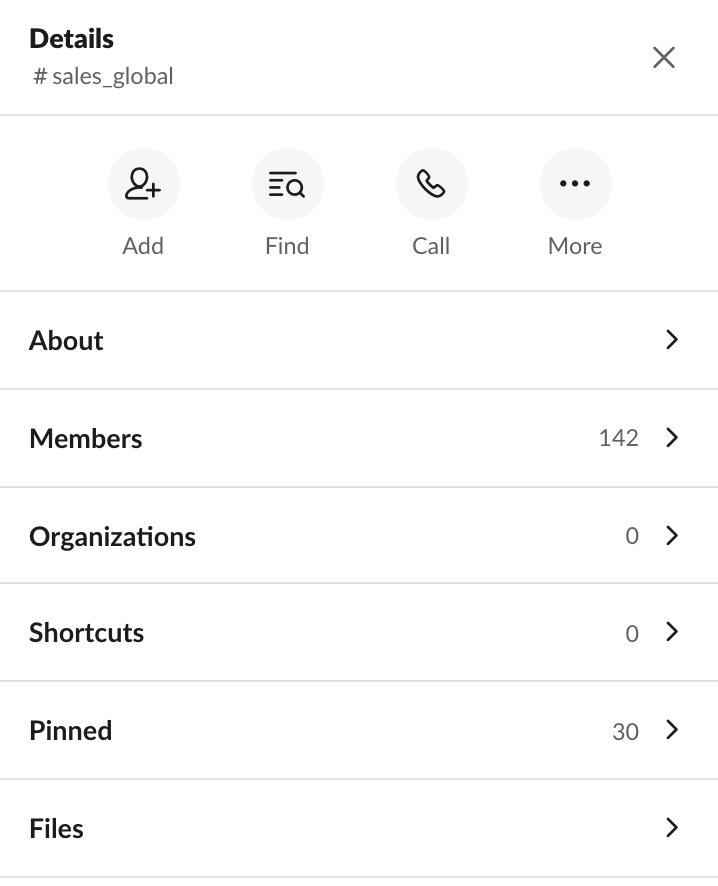 Details
# sales_global
Add Find Call More
About
Members 142
Organizations 0
Shortcuts 0
Pinned 30
Files